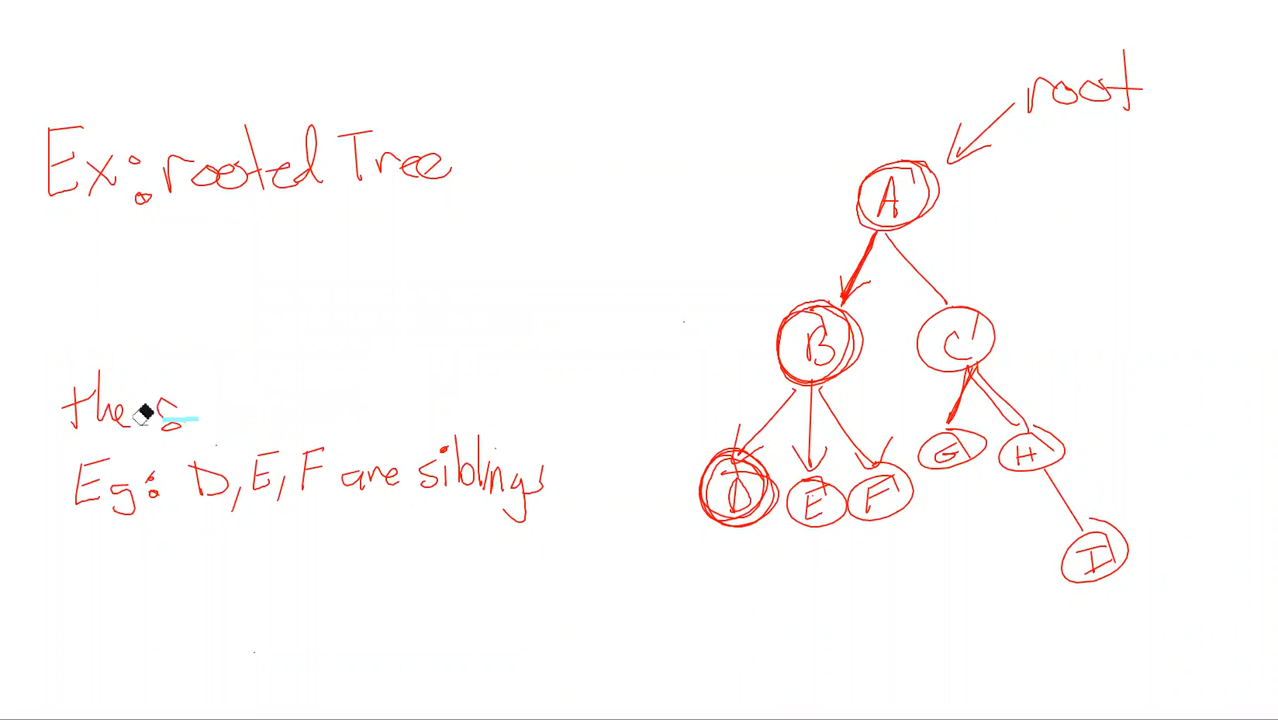 root
Ex: rooted Tree
A
B
C
G
H
the
Eg: D, E, F are siblings
D
E
F
I